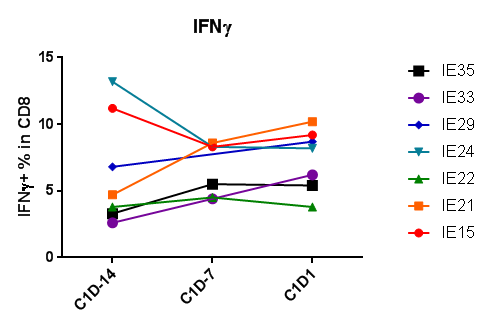 IFNγ
15
10
5
0
IFNγ+ % in CD8
C1D-14
C1D-7
C1D1
IE35
IE33
IE29
IE24
IE22
IE21
IE15